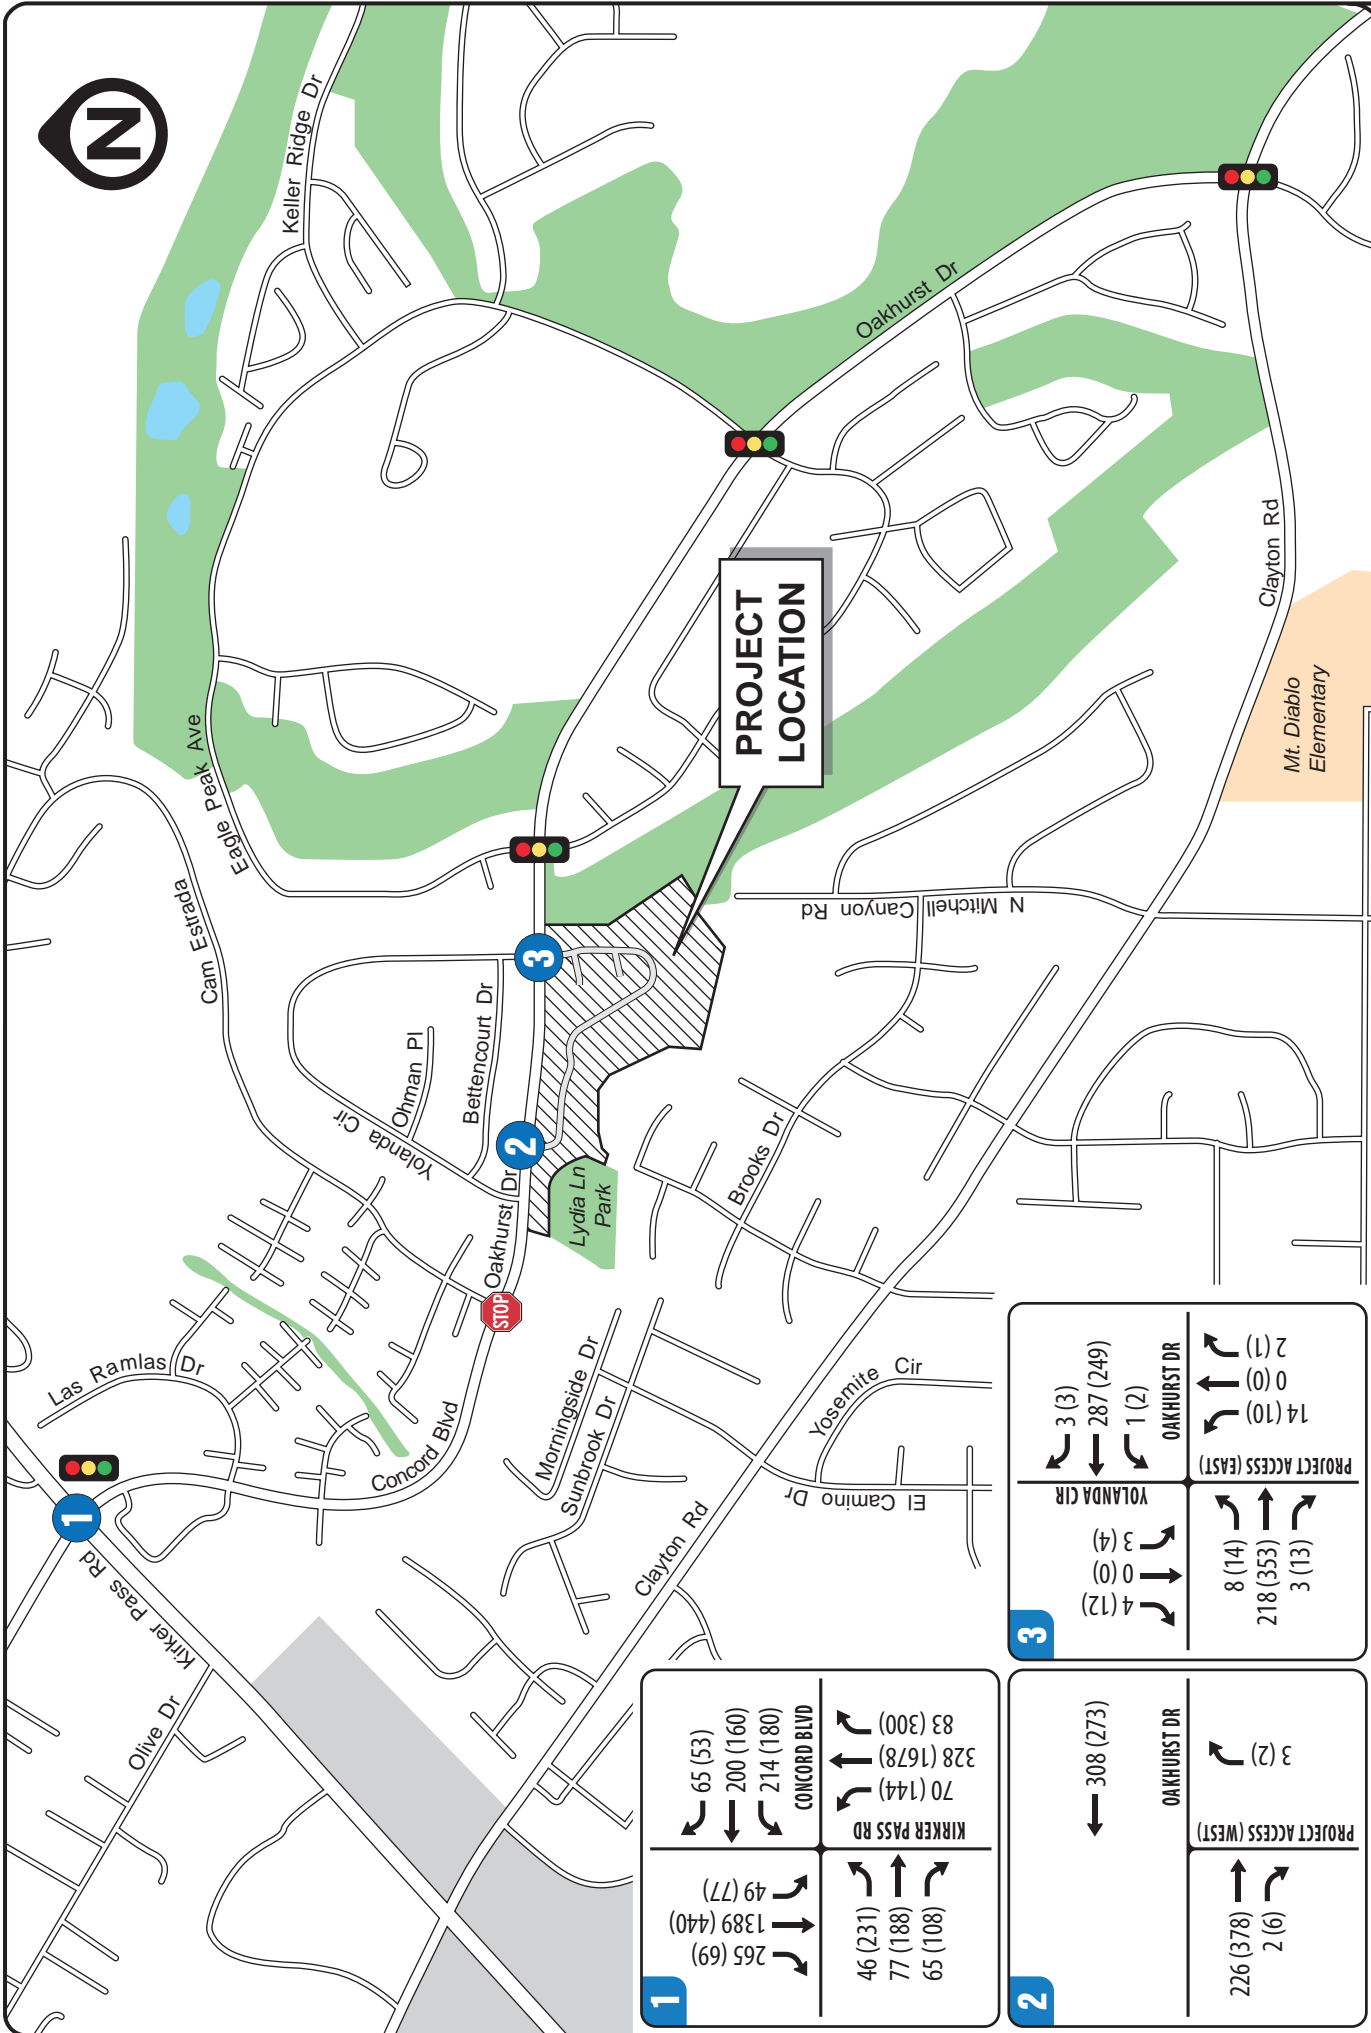 N
Keller Ridge Dr
Eagle Peak Ave
Cam Estrada
Oakhurst Dr
Clayton Rd
Mt. Diablo
Elementary
PROJECT
LOCATION
N Mitchell Canyon Rd
3
2
1
Bettencourt Dr
Ohman Pl
Yolanda Cir
Oakhurst Dr
Lydia Ln
Park
STOP
Brooks Dr
Las Ramlas Dr
Concord Blvd
Morningside Dr
Sunbrook Dr
Yosemite Cir
El Camino Dr
Clayton Rd
Kirker Pass Rd
Olive Dr
1
265 (69)
1389 (440)
49 (77)
65 (53)
200 (160)
214 (180)
CONCORD BLVD
KIRKER PASS RD
46 (231)
77 (188)
65 (108)
70 (144)
328 (1678)
83 (300)
2
308 (273)
OAKHURST DR
PROJECT ACCESS (WEST)
226 (378)
2 (6)
3 (2)
3
4 (12)
0 (0)
3 (4)
YOLANDA CIR
3 (3)
287 (249)
1 (2)
OAKHURST DR
PROJECT ACCESS (EAST)
8 (14)
218 (353)
3 (13)
14 (10)
0 (0)
2 (1)